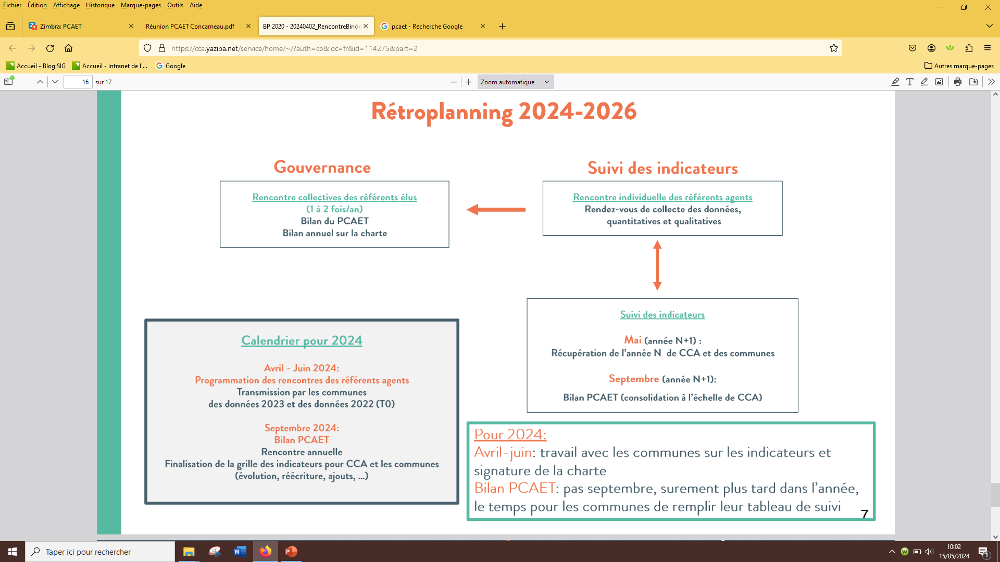 Fichier Édition Affichage Historique Marque-pages Outils Aide
Zimbra: PCAET
Réunion PCAET Concarneau.pdf
BP 2020 - 20240402_RencontreBinôn
pcaet - Recherche Google
https://cca.yaziba.net/service/home/~/?auth=co&loc=fr&id=114275&part=2
Accueil - Blog SIG
Accueil - Intranet de l'...
Google
Autres marque-pages
16 sur 17
Zoom automatique
Rétroplanning 2024-2026
Gouvernance
Rencontre collectives des référents élus
(1 à 2 fois/an)
Bilan du PCAET
Bilan annuel sur la charte
Suivi des indicateurs
Rencontre individuelle des référents agents
Rendez-vous de collecte des données,
quantitatives et qualitatives
Suivi des indicateurs
Mai (année N+1) :
Récupération de l'année N de CCA et des communes
Septembre (année N+1):
Bilan PCAET (consolidation à l'échelle de CCA)
Calendrier pour 2024
Avril - Juin 2024:
Programmation des rencontres des référents agents
Transmission par les communes
des données 2023 et des données 2022 (T0)
Septembre 2024:
Bilan PCAET
Rencontre annuelle
Finalisation de la grille des indicateurs pour CCA et les communes
(évolution, réécriture, ajouts, ...)
Pour 2024:
Avril-juin: travail avec les communes sur les indicateurs et
signature de la charte
Bilan PCAET: pas septembre, surement plus tard dans l'année,
le temps pour les communes de remplir leur tableau de suivi
7
Taper ici pour rechercher
10:02
15/05/2024
1